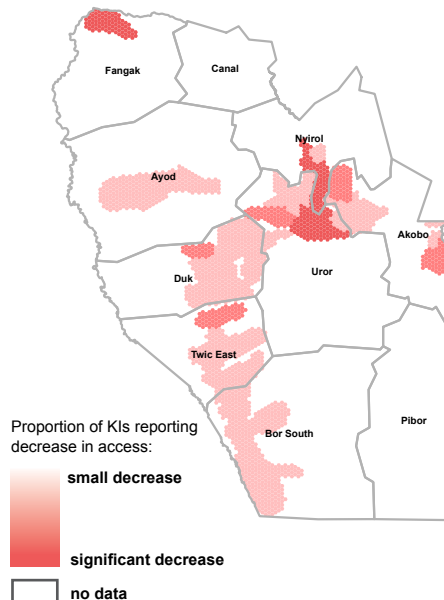 Fangak
Canal
Nyirol
Ayod
Akobo
Duk
Uror
Twic East
Bor South
Pibor
Proportion of KIs reporting
decrease in access:
small decrease
significant decrease
no data